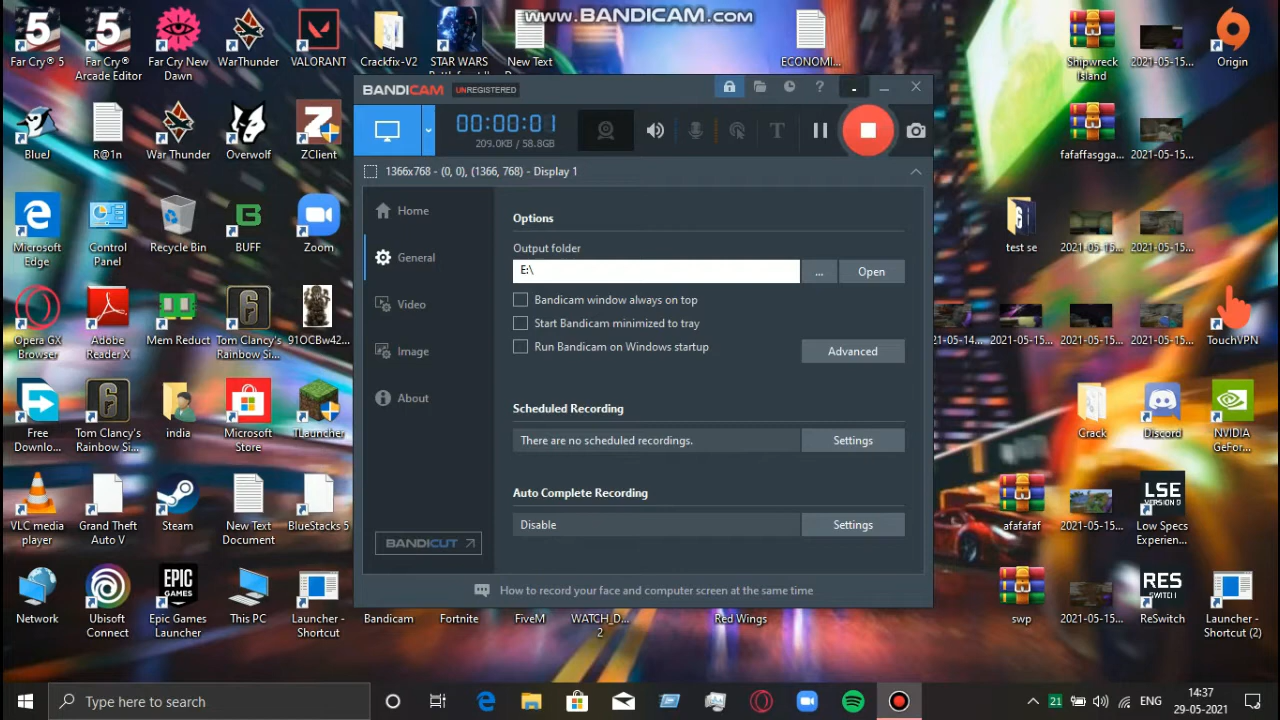 www.BANDICAM.com
Far Cry® 5
Far Cry®
Arcade Editor
Far Cry New
Dawn
WarThunder
VALORANT
Crackfix-V2
STAR WARS
New Text
ECONOMI...
Shipwreck
Island
2021-05-15...
Origin
BANDICAM UNREGISTERED
00:00:01
209.0KB / 58.8GB
1366x768 - (0, 0), (1366, 768) - Display 1
BlueJ
R@1n
War Thunder
Overwolf
ZClient
fafaffasgga...
2021-05-15...
Home
General
Video
Image
About
BANDICUT
Options
Output folder
E:\
...
Open
Bandicam window always on top
Start Bandicam minimized to tray
Run Bandicam on Windows startup
Advanced
Scheduled Recording
There are no scheduled recordings.
Settings
Auto Complete Recording
Disable
Settings
How to record your face and computer screen at the same time
Microsoft
Edge
Control
Panel
Recycle Bin
BUFF
Zoom
test se
2021-05-15...
2021-05-15...
Opera GX
Browser
Adobe
Reader X
Mem Reduct
Tom Clancy's
Rainbow Si...
91OCBw42...
21-05-14...
2021-05-15...
2021-05-15...
2021-05-15...
TouchVPN
Free
Downlo...
Tom Clancy's
Rainbow Si...
india
Microsoft
Store
TLauncher
Crack
Discord
NVIDIA
GeFor...
VLC media
player
Grand Theft
Auto V
Steam
New Text
Document
BlueStacks 5
afafafaf
2021-05-15...
LSE
VERSION 9
Low Specs
Experien...
Network
Ubisoft
Connect
EPIC
GAMES
Epic Games
Launcher
This PC
Launcher -
Shortcut
Bandicam
Fortnite
FiveM
WATCH_D...
2
Red Wings
swp
2021-05-15...
RES
SWITCH
ReSwitch
Launcher -
Shortcut (2)
Type here to search
21
ENG
14:37
29-05-2021